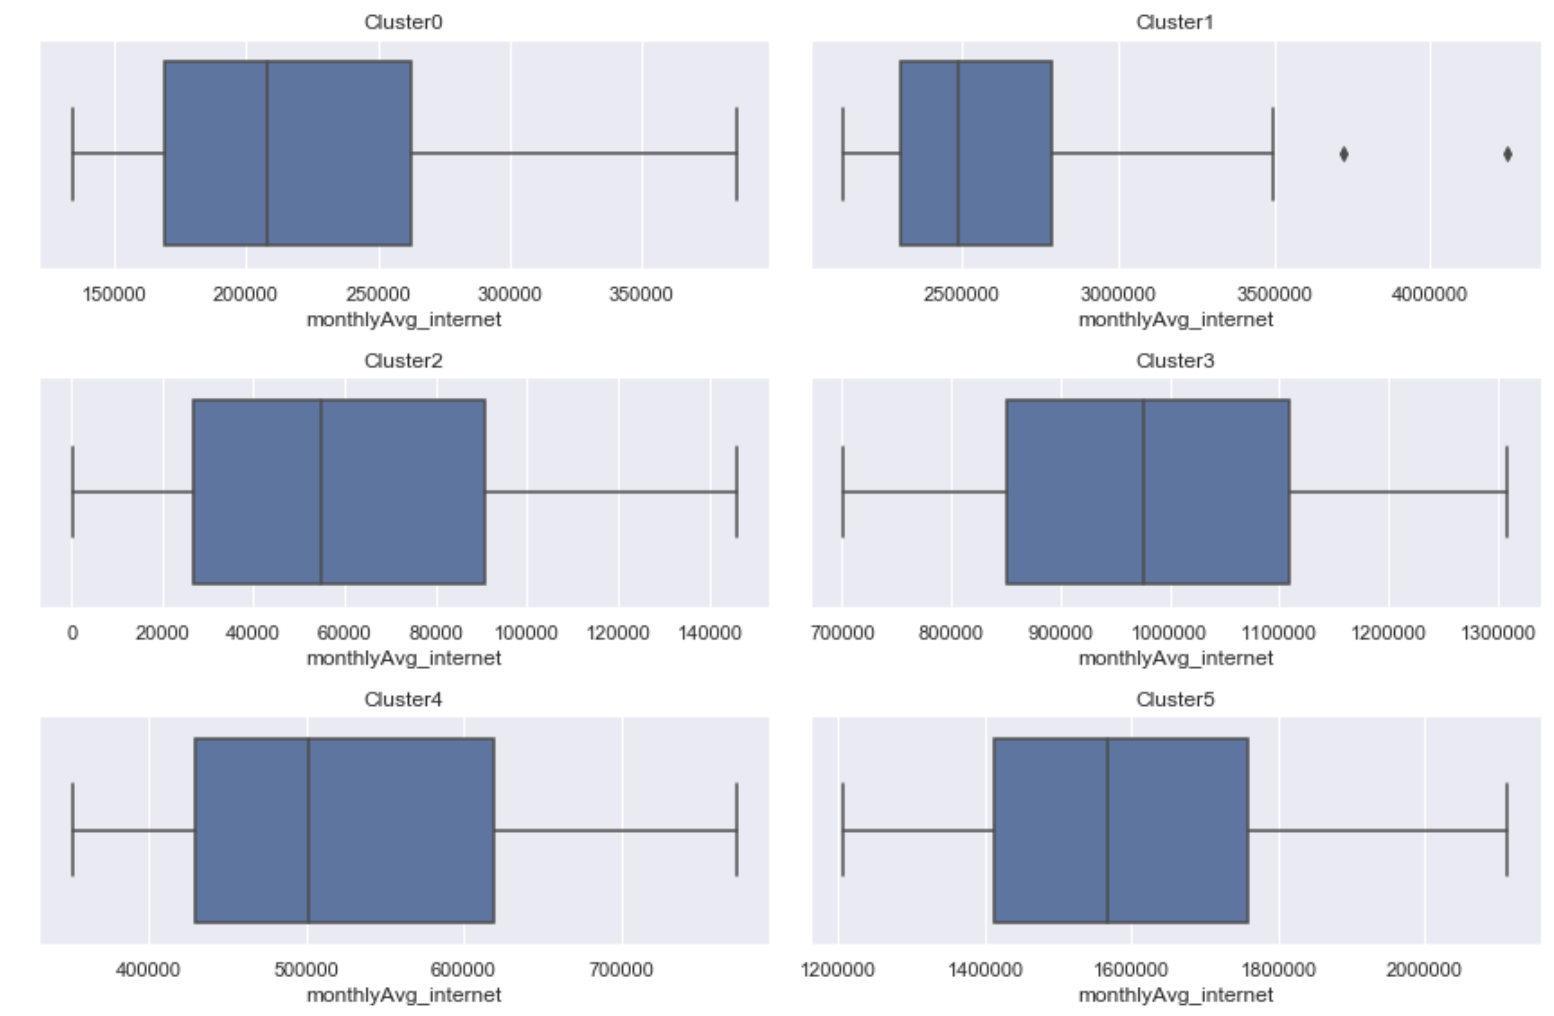 Cluster0
Cluster1
150000 200000 250000 300000 350000
2500000 3000000 3500000 4000000
monthlyAvg_internet
monthlyAvg_internet
Cluster2
Cluster3
0 20000 40000 60000 80000 100000 120000 140000
700000 800000 900000 1000000 1100000 1200000 1300000
monthlyAvg_internet
monthlyAvg_internet
Cluster4
Cluster5
400000 500000 600000 700000
1200000 1400000 1600000 1800000 2000000
monthlyAvg_internet
monthlyAvg_internet